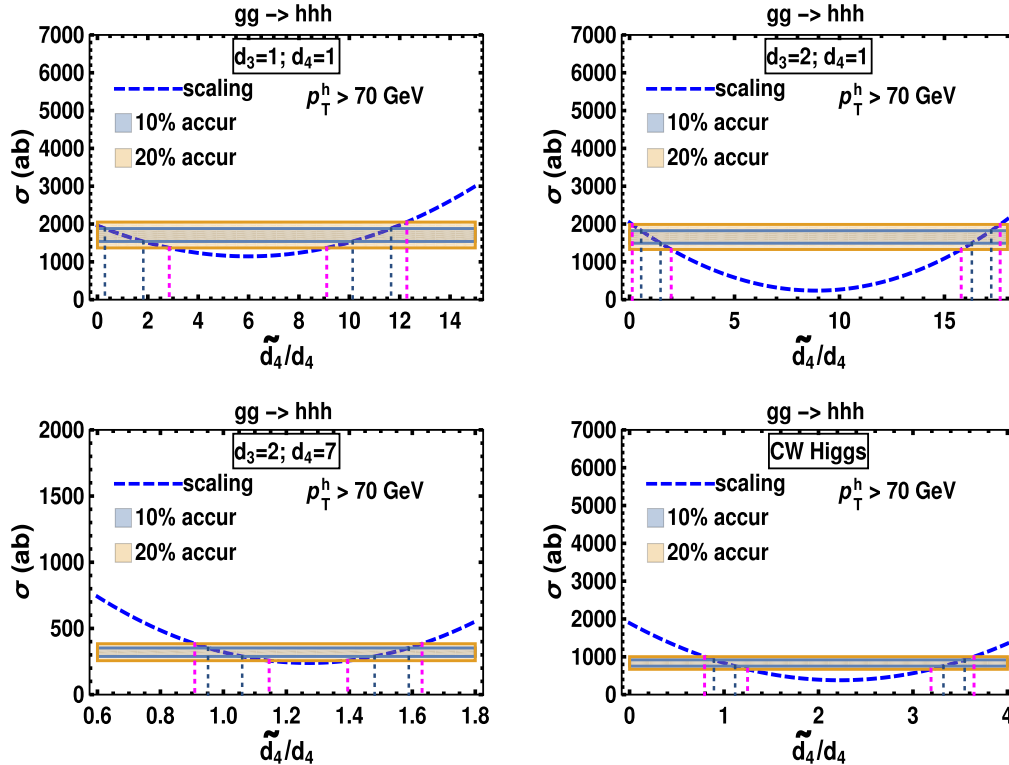 gg −> hhh
d3=1; d4=1
scaling
p_T^h > 70 GeV
10% accur
20% accur
σ (ab)
7000
6000
5000
4000
3000
2000
1000
0
0 2 4 6 8 10 12 14
d̃4/d4
gg −> hhh
d3=2; d4=1
scaling
p_T^h > 70 GeV
10% accur
20% accur
σ (ab)
7000
6000
5000
4000
3000
2000
1000
0
0 5 10 15
d̃4/d4
gg −> hhh
d3=2; d4=7
scaling
p_T^h > 70 GeV
10% accur
20% accur
σ (ab)
2000
1500
1000
500
0
0.6 0.8 1.0 1.2 1.4 1.6 1.8
d̃4/d4
gg −> hhh
CW Higgs
scaling
p_T^h > 70 GeV
10% accur
20% accur
σ (ab)
7000
6000
5000
4000
3000
2000
1000
0
0 1 2 3 4
d̃4/d4